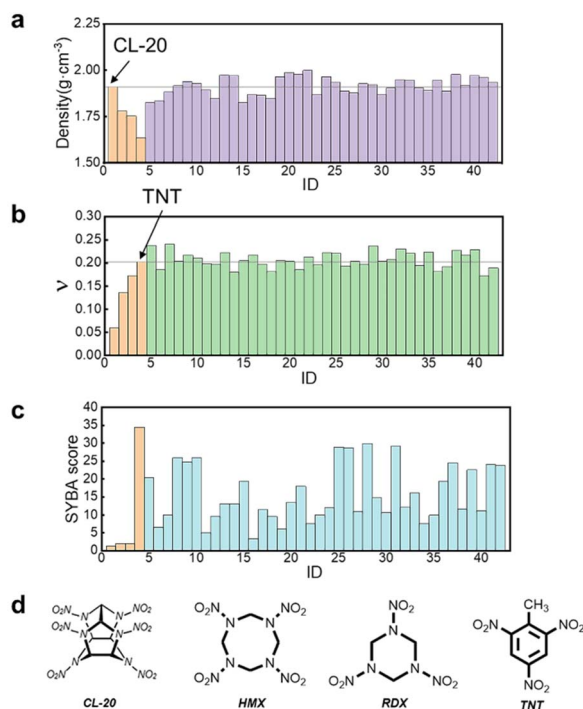 a
2.25
2.00
1.75
1.50
Density(g·cm⁻³)
CL-20
0 5 10 15 20 25 30 35 40
ID
b
TNT
0.30
0.25
0.20
0.15
0.10
0.05
0.00
ν
0 5 10 15 20 25 30 35 40
ID
c
40
35
30
25
20
15
10
5
0
SYBA score
0 5 10 15 20 25 30 35 40
ID
d
O₂N NO₂
O₂N N N NO₂
O₂N N N NO₂
N N
O₂N NO₂
CL-20
O₂N NO₂
N N
N N
O₂N NO₂
HMX
NO₂
N
N N
O₂N NO₂
RDX
CH₃
O₂N NO₂
NO₂
TNT